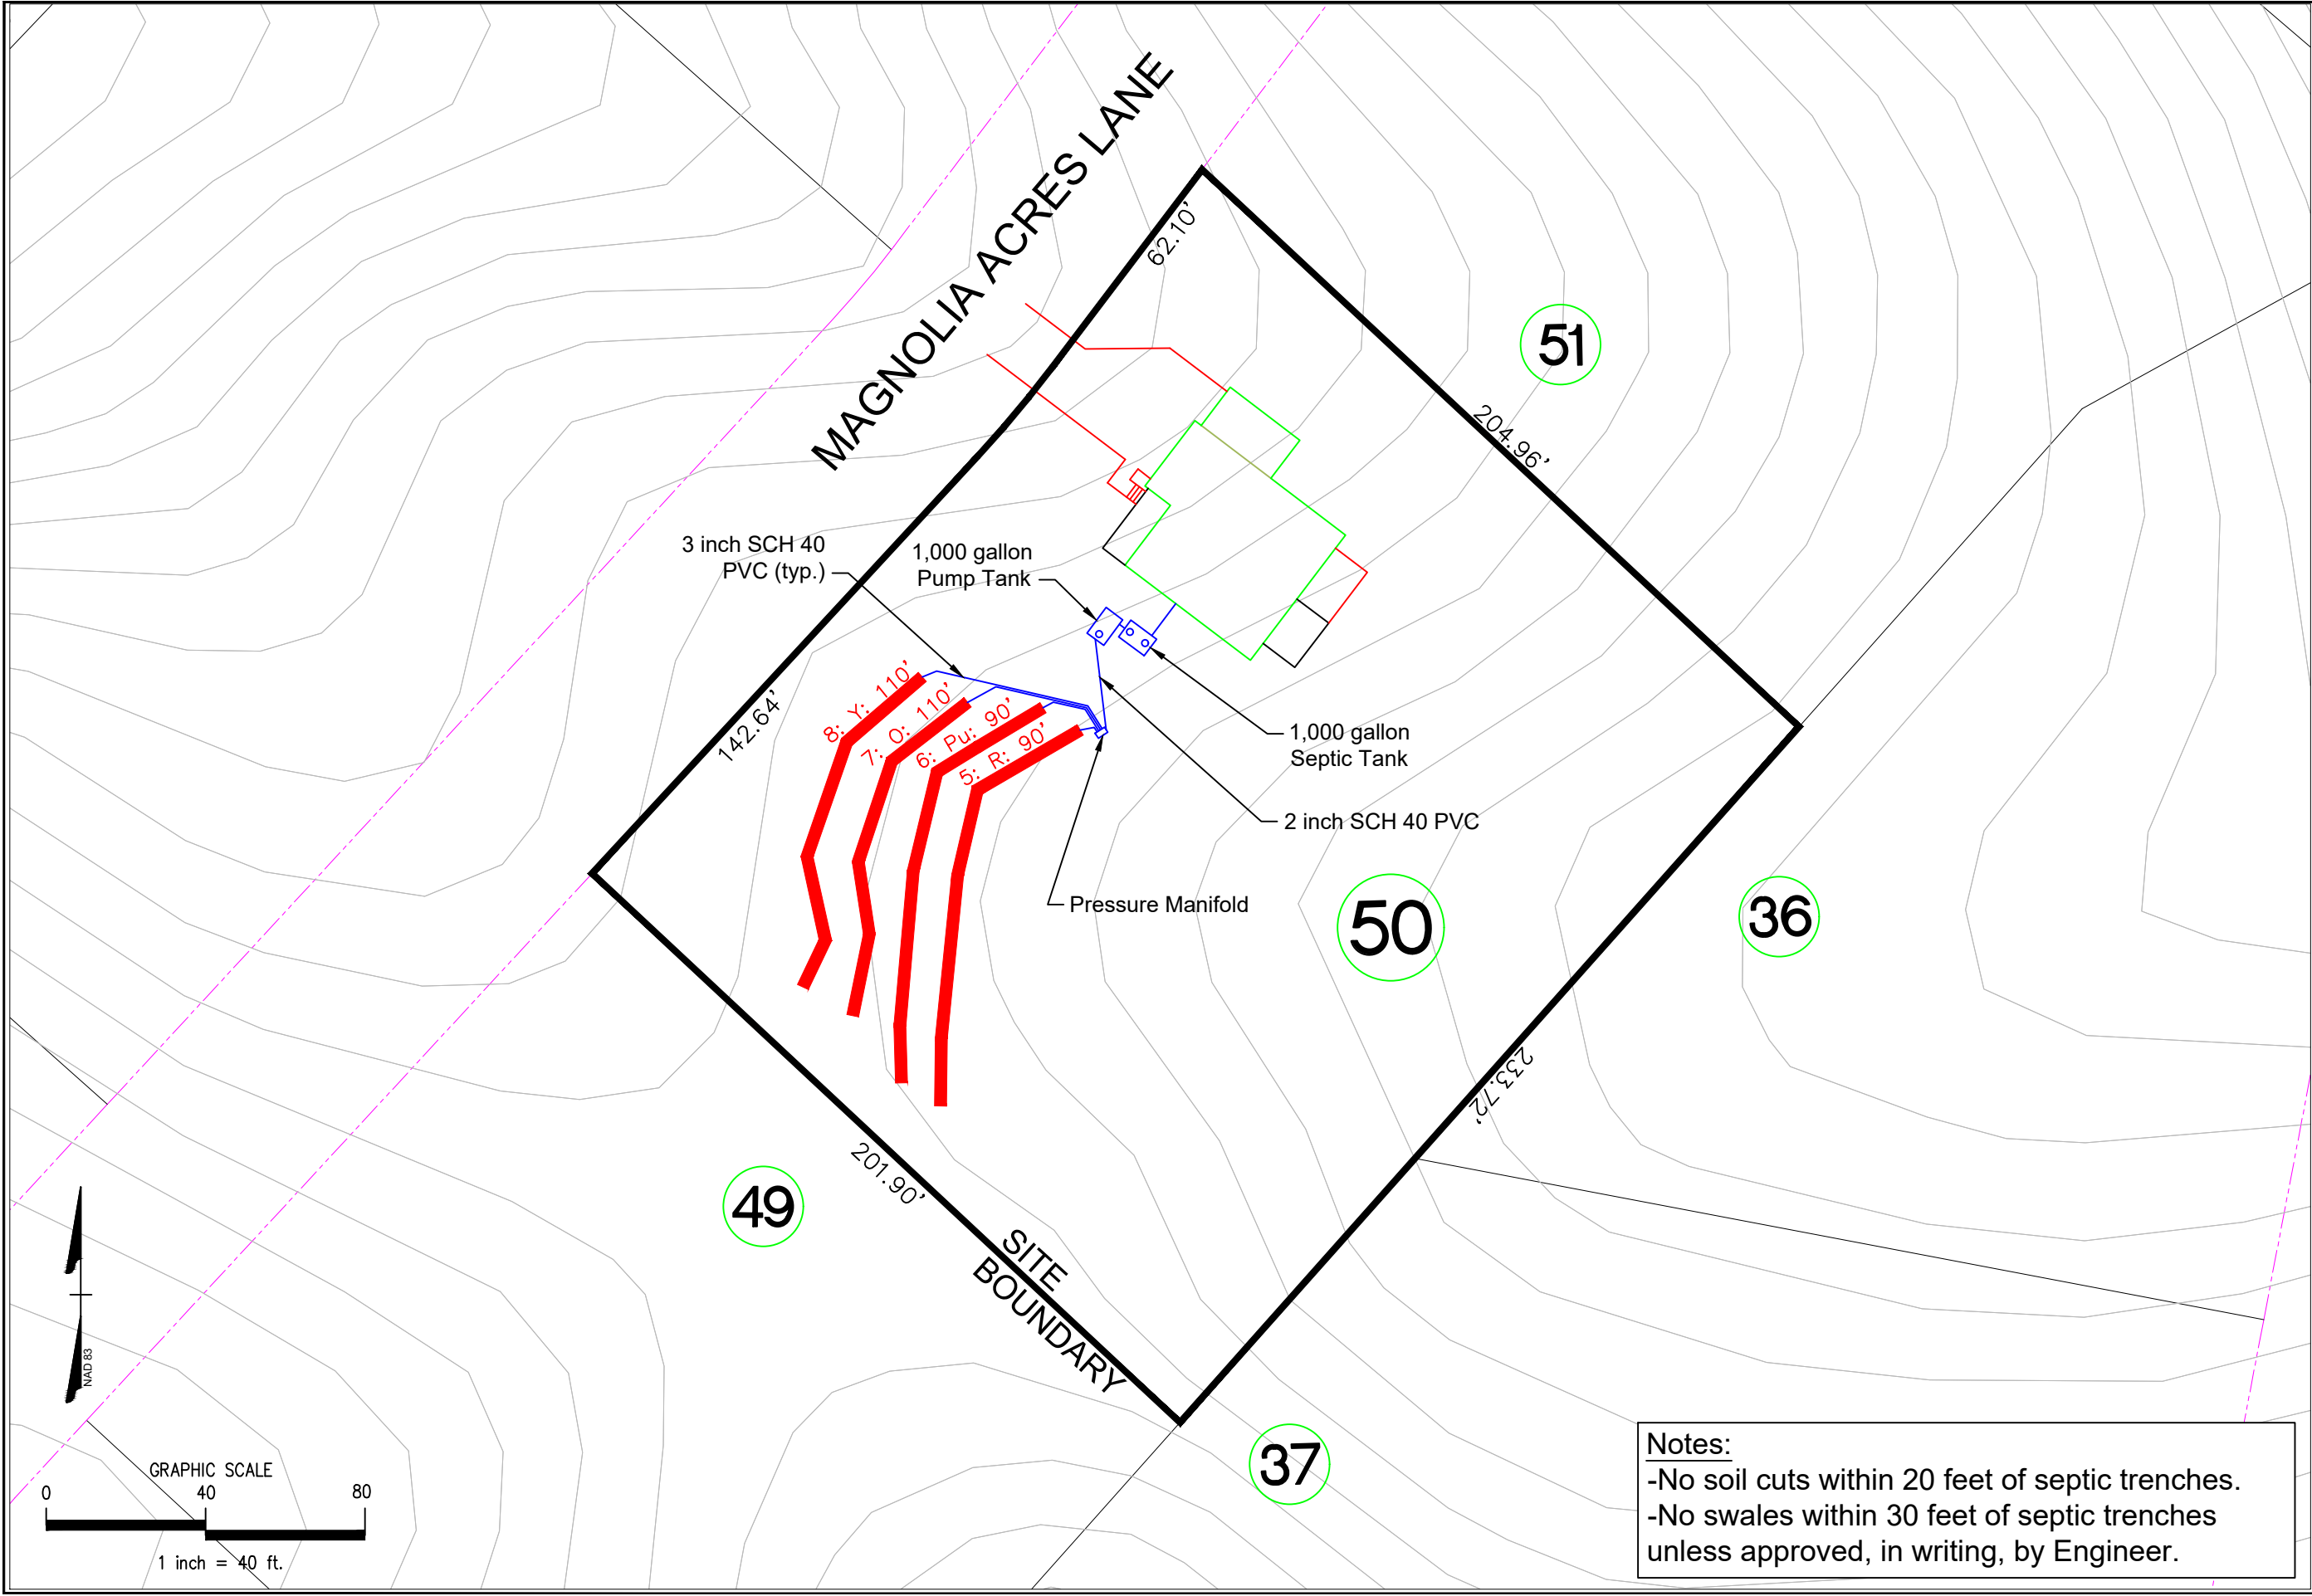 MAGNOLIA ACRES LANE
62.10'
51
204.96'
3 inch SCH 40
PVC (typ.)
1,000 gallon
Pump Tank
8: Y: 110'
7: O: 110'
6: Pu: 90'
5: R: 90'
142.64'
1,000 gallon
Septic Tank
2 inch SCH 40 PVC
Pressure Manifold
50
36
233.72'
201.90'
49
SITE
BOUNDARY
37
NAD 83
GRAPHIC SCALE
0 40 80
1 inch = 40 ft.
Notes:
-No soil cuts within 20 feet of septic trenches.
-No swales within 30 feet of septic trenches
unless approved, in writing, by Engineer.